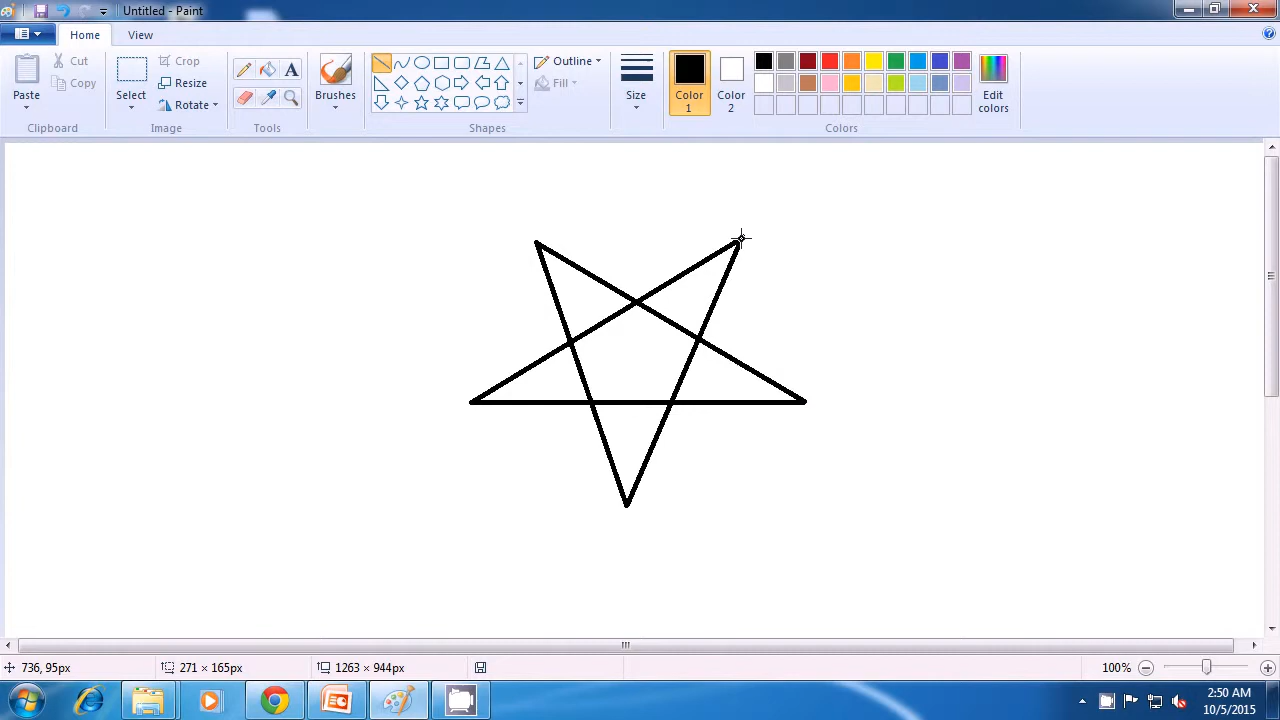 Untitled - Paint
Home View
Paste
Cut
Copy
Clipboard
Select
Crop
Resize
Rotate
Image
A
Tools
Brushes
Shapes
Outline
Fill
Size
Color 1
Color 2
Edit colors
Colors
736, 95px 271 × 165px 1263 × 944px 100%
2:50 AM
10/5/2015